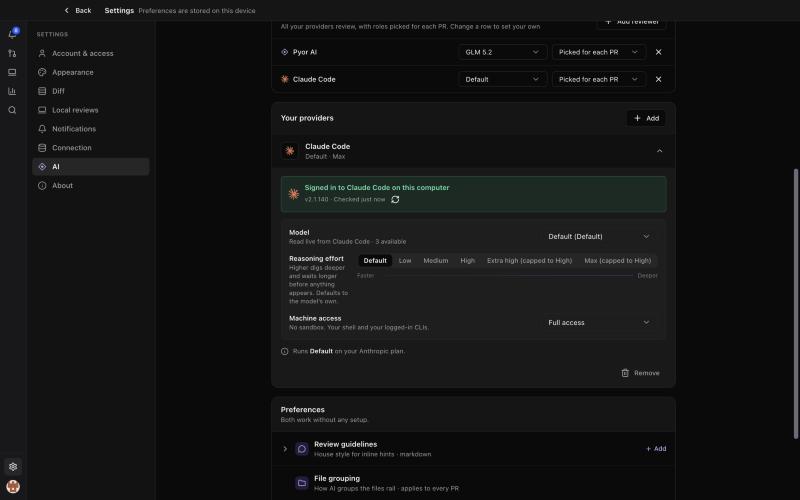 Back
Settings
Preferences are stored on this device
8
SETTINGS
Account & access
Appearance
Diff
Local reviews
Notifications
Connection
AI
About
All your providers review, with roles picked for each PR. Change a row to set your own
Add reviewer
Pyor AI
GLM 5.2
Picked for each PR
Claude Code
Default
Picked for each PR
Your providers
Add
Claude Code
Default · Max
Signed in to Claude Code on this computer
v2.1.140 · Checked just now
Model
Read live from Claude Code · 3 available
Default (Default)
Reasoning effort
Higher digs deeper
and waits longer
before anything
appears. Defaults to
the model's own.
Default
Low
Medium
High
Extra high (capped to High)
Max (capped to High)
Faster
Deeper
Machine access
No sandbox. Your shell and your logged-in CLIs.
Full access
Runs Default on your Anthropic plan.
Remove
Preferences
Both work without any setup.
Review guidelines
House style for inline hints · markdown
+ Add
File grouping
How AI groups the files rail · applies to every PR